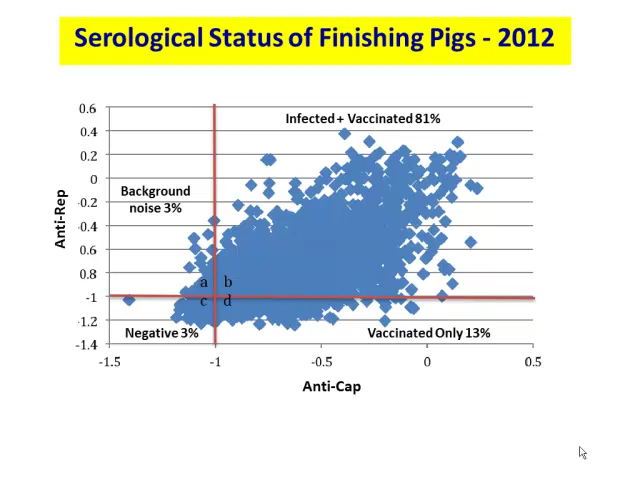 Serological Status of Finishing Pigs - 2012
0.6
Infected + Vaccinated 81%
0.4
0.2
0
Background
noise 3%
-0.2
Anti-Rep
-0.4
0.6
0.8
a b
-1
c d
-1.2
Negative 3% Vaccinated Only 13%
-1.4
-1.5 -1 -0.5 0 0.5
Anti-Cap